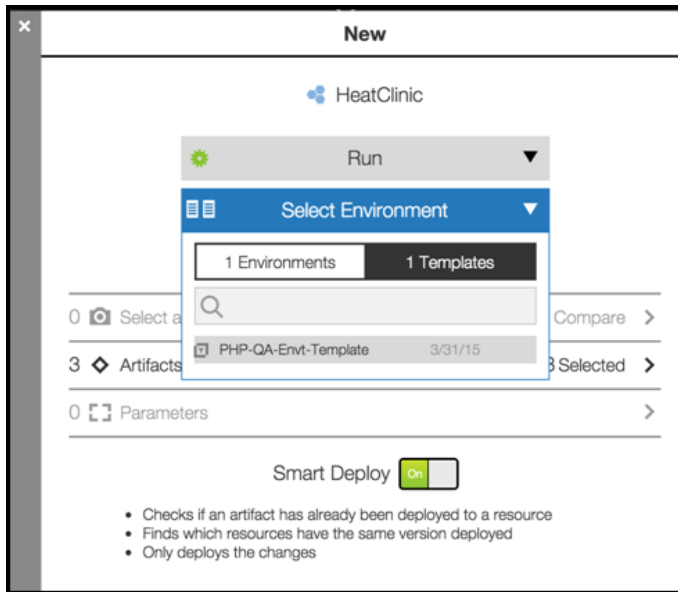 ×
New
HeatClinic
Run
Select Environment
1 Environments 1 Templates
PHP-QA-Envt-Template 3/31/15
0 Select a Compare
3 Artifacts Selected
0 Parameters
Smart Deploy On
• Checks if an artifact has already been deployed to a resource
• Finds which resources have the same version deployed
• Only deploys the changes